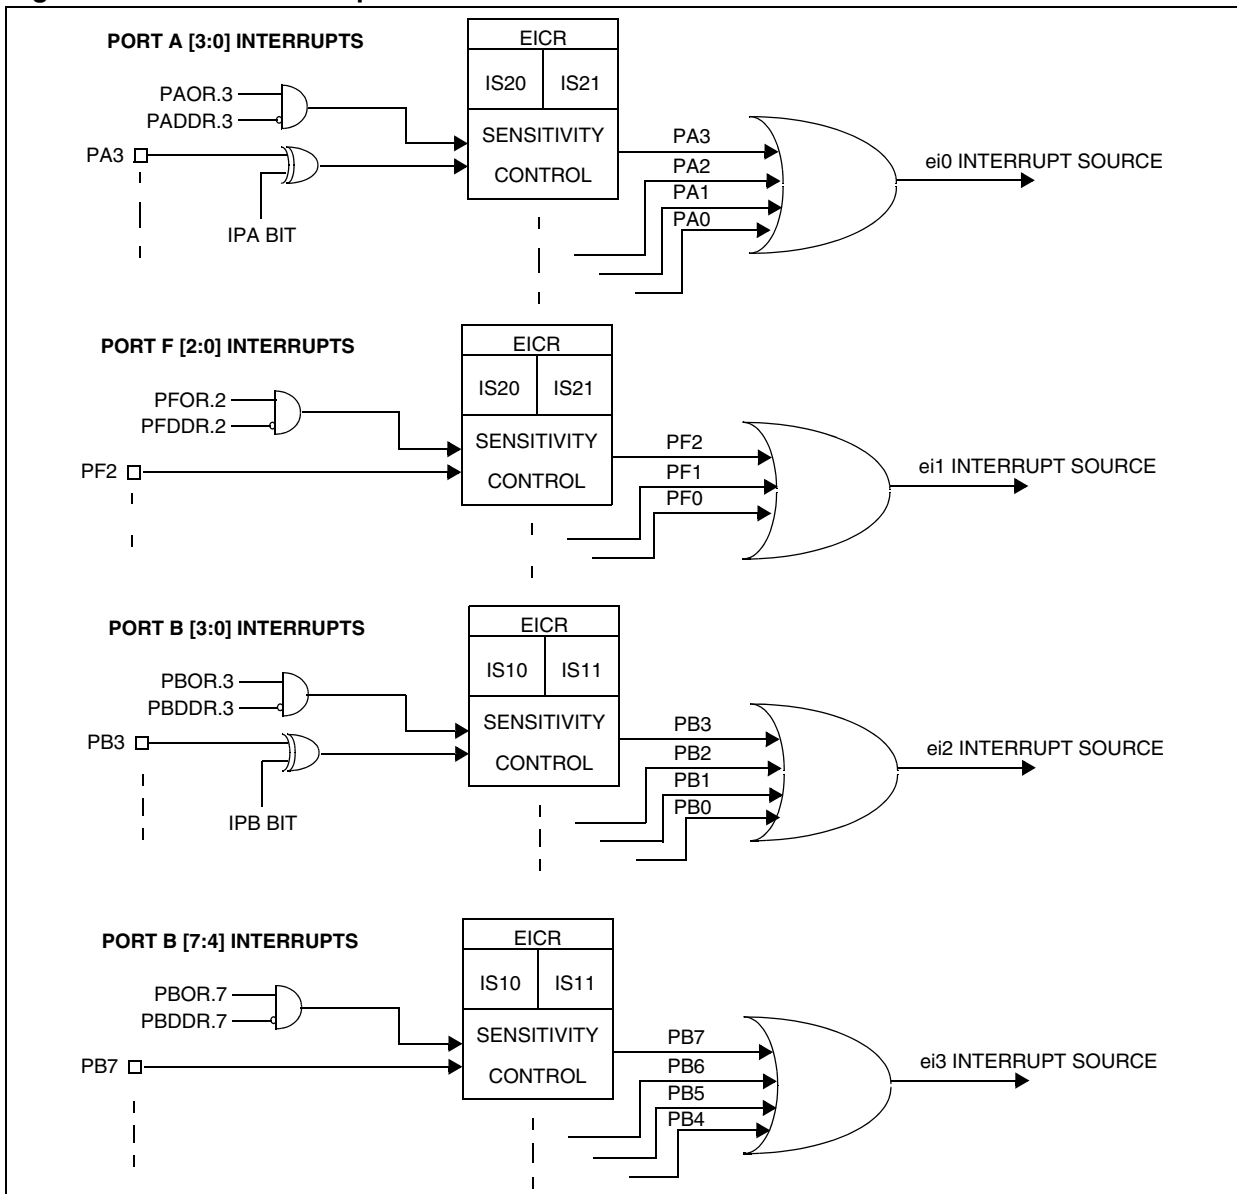 PORT A [3:0] INTERRUPTS
EICR
IS20 IS21
PAOR.3
PADDR.3
SENSITIVITY
CONTROL
PA3
IPA BIT
PA3
PA2
PA1
PA0
ei0 INTERRUPT SOURCE
PORT F [2:0] INTERRUPTS
EICR
IS20 IS21
PFOR.2
PFDDR.2
SENSITIVITY
CONTROL
PF2
PF2
PF1
PF0
ei1 INTERRUPT SOURCE
PORT B [3:0] INTERRUPTS
EICR
IS10 IS11
PBOR.3
PBDDR.3
SENSITIVITY
CONTROL
PB3
IPB BIT
PB3
PB2
PB1
PB0
ei2 INTERRUPT SOURCE
PORT B [7:4] INTERRUPTS
EICR
IS10 IS11
PBOR.7
PBDDR.7
SENSITIVITY
CONTROL
PB7
PB7
PB6
PB5
PB4
ei3 INTERRUPT SOURCE